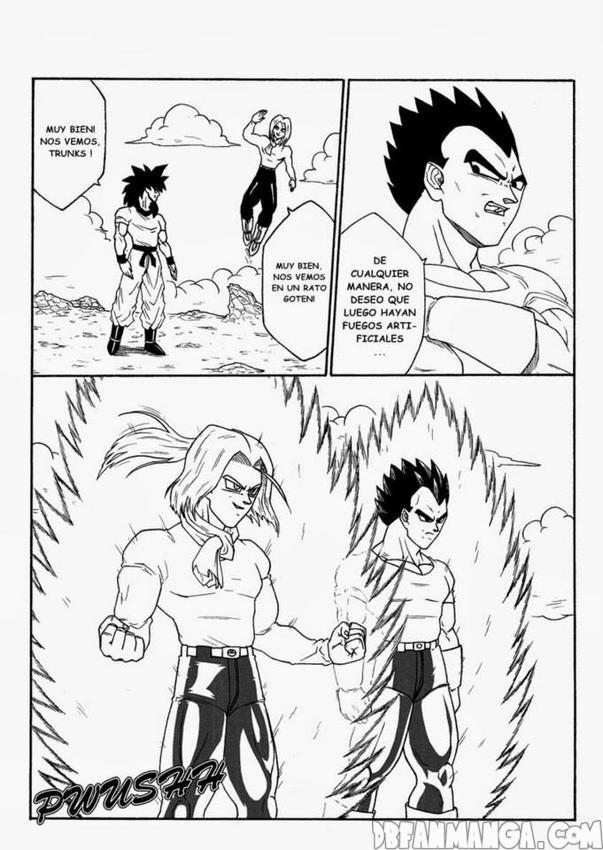 MUY BIEN!
NOS VEMOS,
TRUNKS !
MUY BIEN,
NOS VEMOS
EN UN RATO
GOTEN!
DE
CUALQUIER
MANERA, NO
DESEO QUE
LUEGO HAYAN
FUEGOS ARTI-
FICIALES
...
PWUSHH
DBFANMANGA.COM